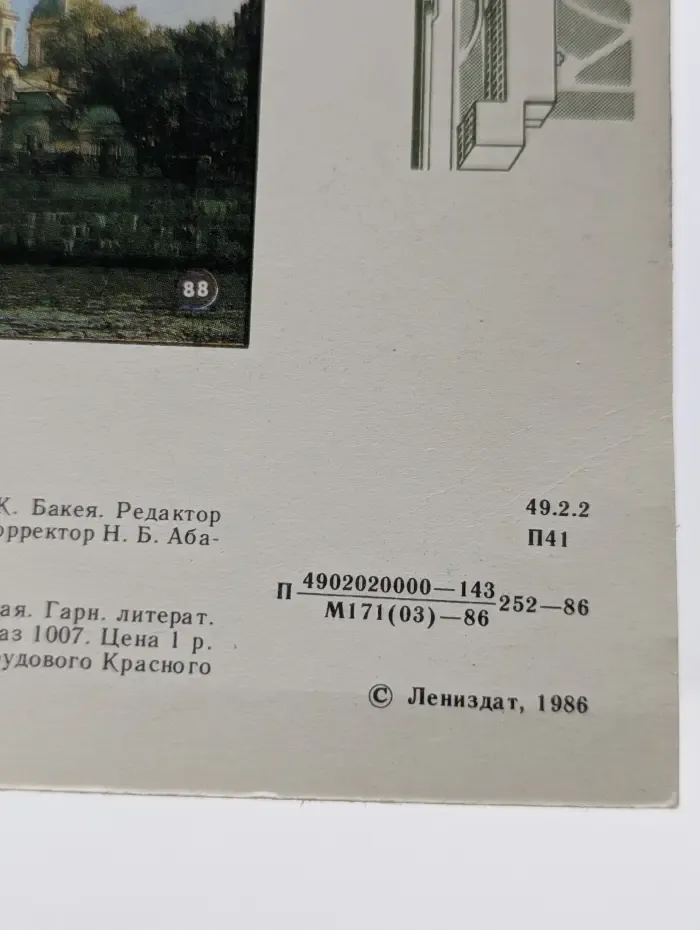 88
К. Бакея. Редактор
орректор Н. Б. Аба-
ая. Гарн. литерат.
аз 1007. Цена 1 р.
рудового Красного
49.2.2
П41
П 4902020000—143
М171(03)—86 252—86
© Лениздат, 1986